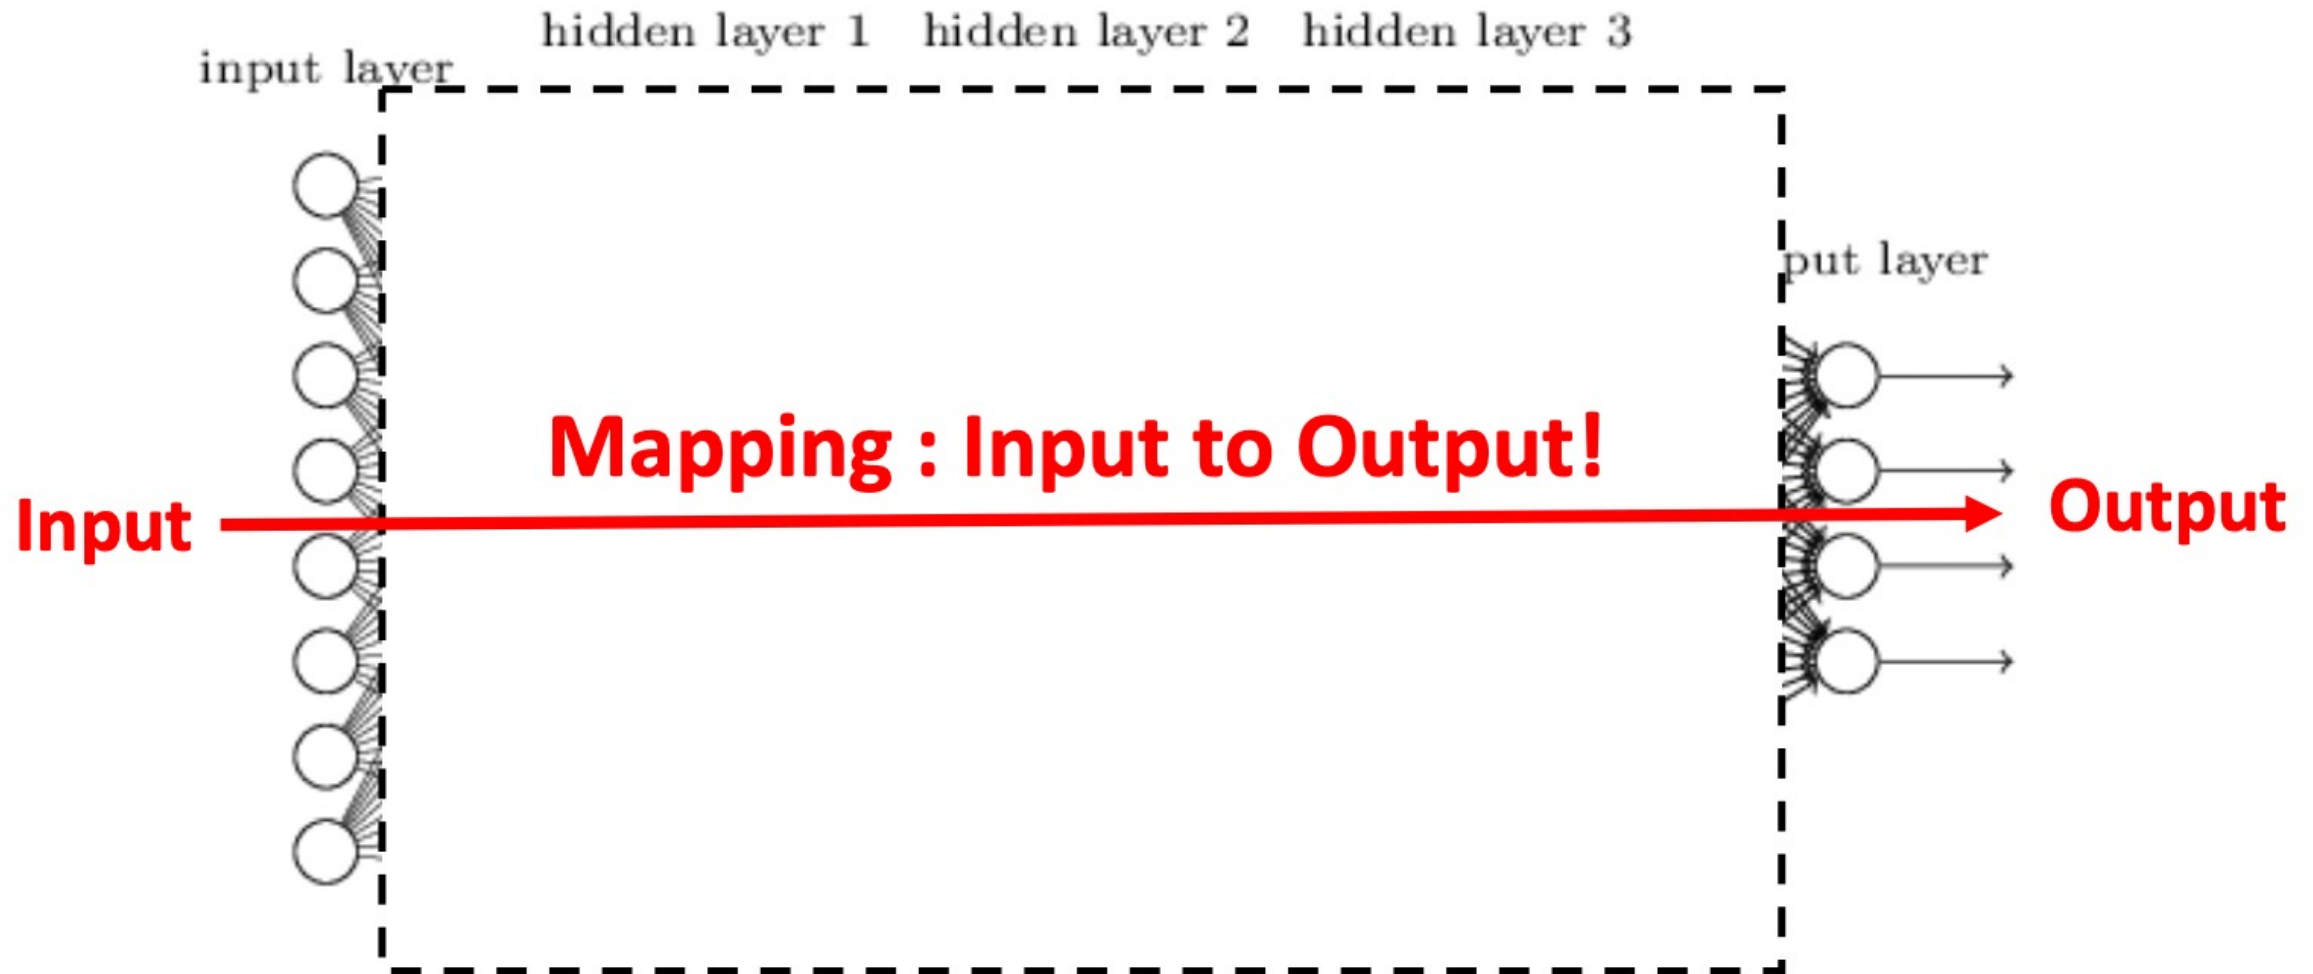 hidden layer 1 hidden layer 2 hidden layer 3
input layer
put layer
Mapping : Input to Output!
Input
Output